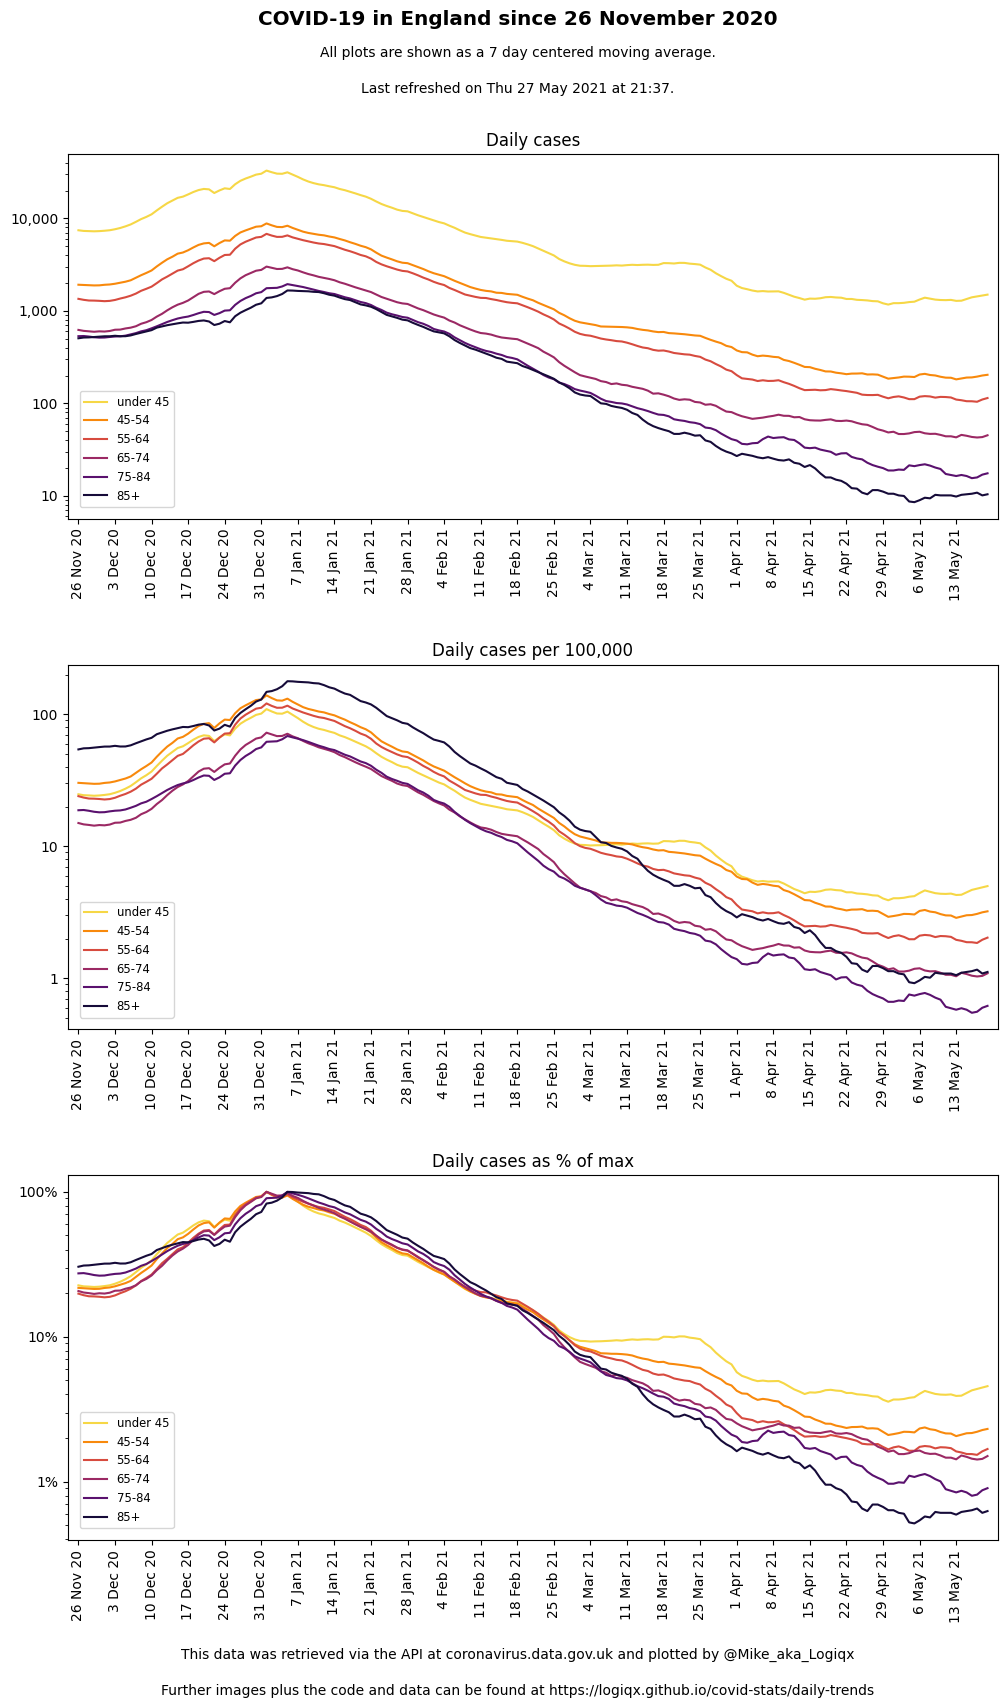 COVID-19 in England since 26 November 2020
All plots are shown as a 7 day centered moving average.
Last refreshed on Thu 27 May 2021 at 21:37.
Daily cases
10,000
1,000
100
10
under 45
45-54
55-64
65-74
75-84
85+
26 Nov 20
3 Dec 20
10 Dec 20
17 Dec 20
24 Dec 20
31 Dec 20
7 Jan 21
14 Jan 21
21 Jan 21
28 Jan 21
4 Feb 21
11 Feb 21
18 Feb 21
25 Feb 21
4 Mar 21
11 Mar 21
18 Mar 21
25 Mar 21
1 Apr 21
8 Apr 21
15 Apr 21
22 Apr 21
29 Apr 21
6 May 21
13 May 21
Daily cases per 100,000
100
10
1
under 45
45-54
55-64
65-74
75-84
85+
26 Nov 20
3 Dec 20
10 Dec 20
17 Dec 20
24 Dec 20
31 Dec 20
7 Jan 21
14 Jan 21
21 Jan 21
28 Jan 21
4 Feb 21
11 Feb 21
18 Feb 21
25 Feb 21
4 Mar 21
11 Mar 21
18 Mar 21
25 Mar 21
1 Apr 21
8 Apr 21
15 Apr 21
22 Apr 21
29 Apr 21
6 May 21
13 May 21
Daily cases as % of max
100%
10%
1%
under 45
45-54
55-64
65-74
75-84
85+
26 Nov 20
3 Dec 20
10 Dec 20
17 Dec 20
24 Dec 20
31 Dec 20
7 Jan 21
14 Jan 21
21 Jan 21
28 Jan 21
4 Feb 21
11 Feb 21
18 Feb 21
25 Feb 21
4 Mar 21
11 Mar 21
18 Mar 21
25 Mar 21
1 Apr 21
8 Apr 21
15 Apr 21
22 Apr 21
29 Apr 21
6 May 21
13 May 21
This data was retrieved via the API at coronavirus.data.gov.uk and plotted by @Mike_aka_Logiqx
Further images plus the code and data can be found at https://logiqx.github.io/covid-stats/daily-trends